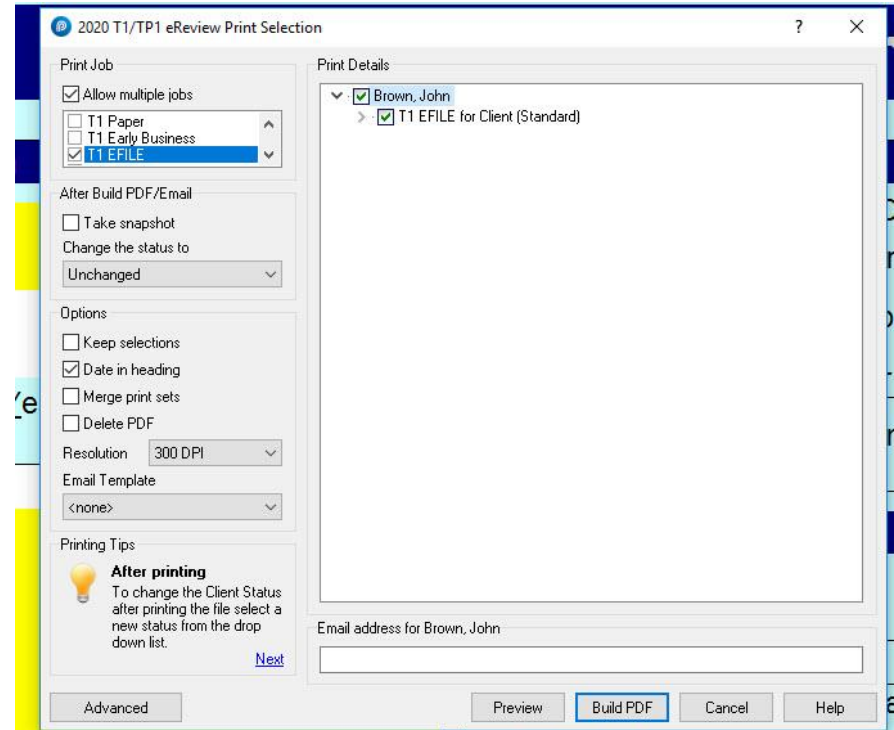 2020 T1/TP1 eReview Print Selection
Print Job
Allow multiple jobs
T1 Paper
T1 Early Business
T1 EFILE
After Build PDF/Email
Take snapshot
Change the status to
Unchanged
Options
Keep selections
Date in heading
Merge print sets
Delete PDF
Resolution 300 DPI
Email Template
<none>
Printing Tips
After printing
To change the Client Status
after printing the file select a
new status from the drop
down list.
Next
Advanced
Print Details
Brown, John
T1 EFILE for Client (Standard)
Email address for Brown, John
Preview Build PDF Cancel Help